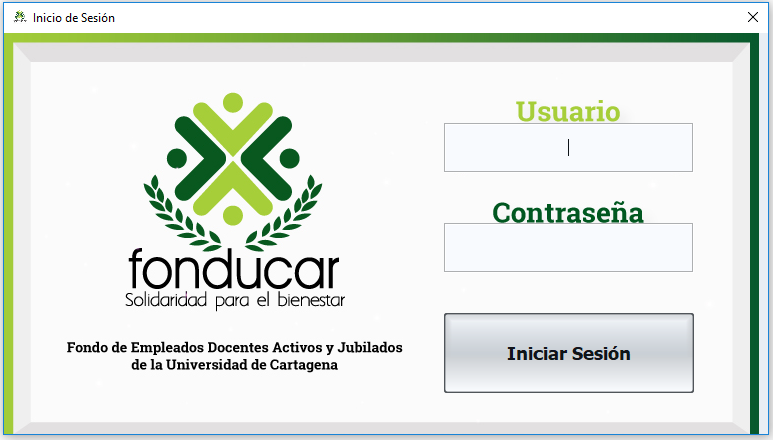 Inicio de Sesión
Usuario
Contraseña
fonducar
Solidaridad para el bienestar
Fondo de Empleados Docentes Activos y Jubilados
de la Universidad de Cartagena
Iniciar Sesión